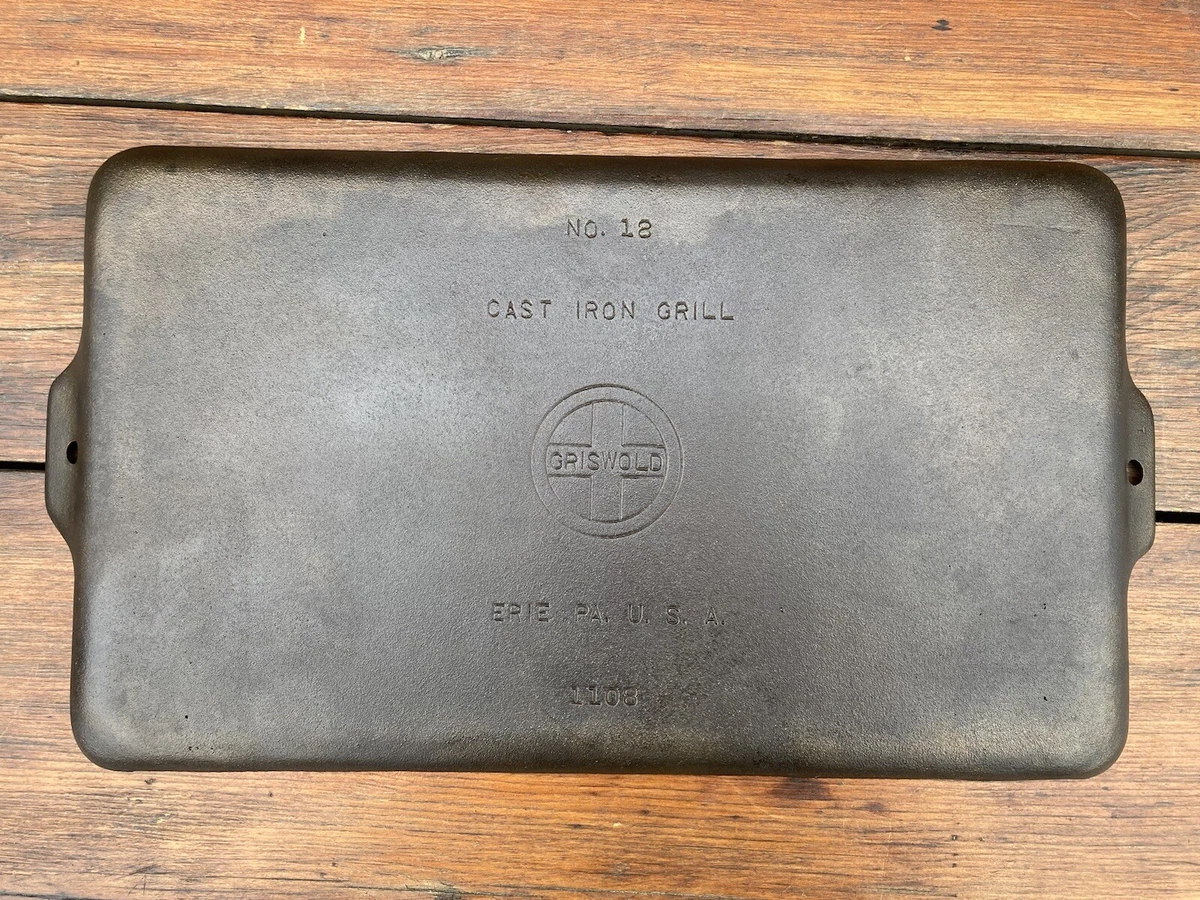 NO. 18
CAST IRON GRILL
GRISWOLD
ERIE PA. U. S. A.
1108